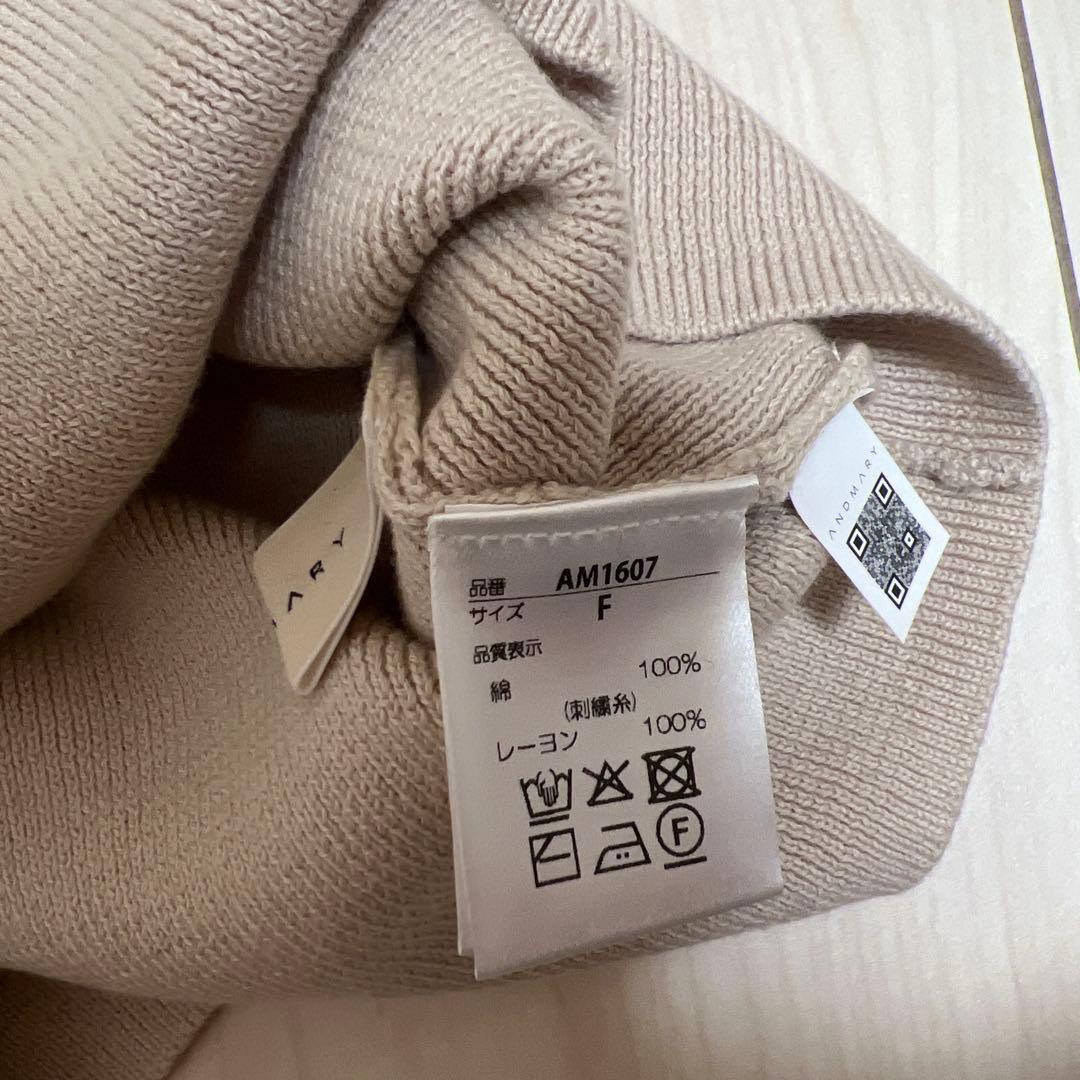 ARY
ANDMARY
品番 AM1607
サイズ F
品質表示
綿 100%
(刺繍糸)
レーヨン 100%
F